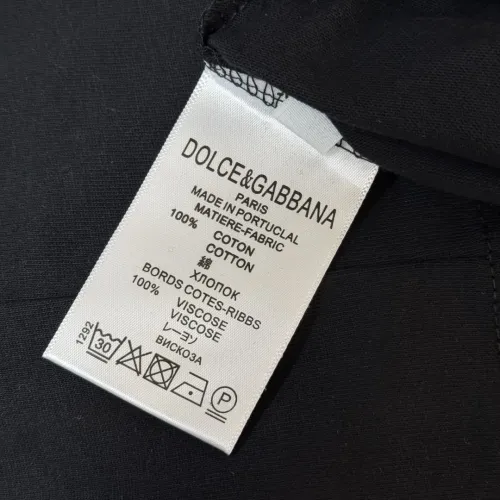 DOLCE&GABBANA
PARIS
MADE IN PORTUCLAL
MATIERE-FABRIC
100% COTON
COTTON
綿
ХЛОПОК
BORDS COTES-RIBBS
100% VISCOSE
VISCOSE
レーヨン
ВИСКОЗА
1292
30
P